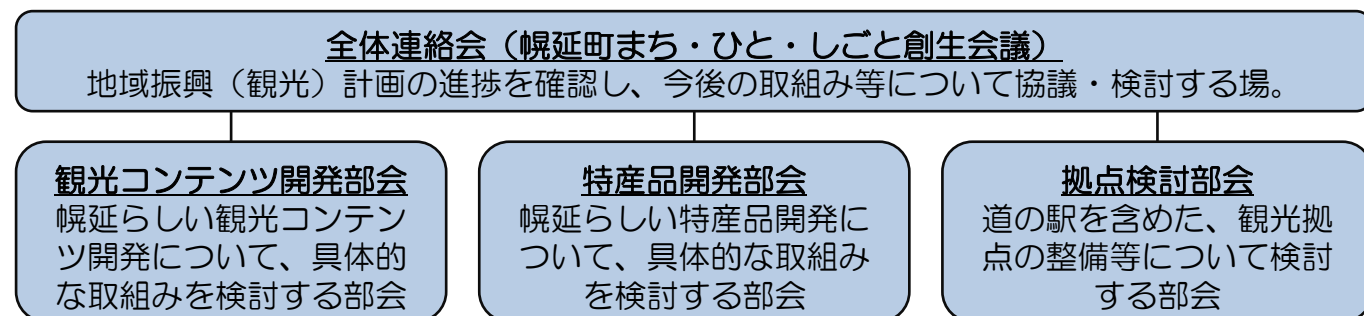 全体連絡会（幌延町まち・ひと・しごと創生会議）
地域振興（観光）計画の進捗を確認し、今後の取組み等について協議・検討する場。
観光コンテンツ開発部会
幌延らしい観光コンテン
ツ開発について、具体的
な取組みを検討する部会
特産品開発部会
幌延らしい特産品開発に
ついて、具体的な取組み
を検討する部会
拠点検討部会
道の駅を含めた、観光拠
点の整備等について検討
する部会